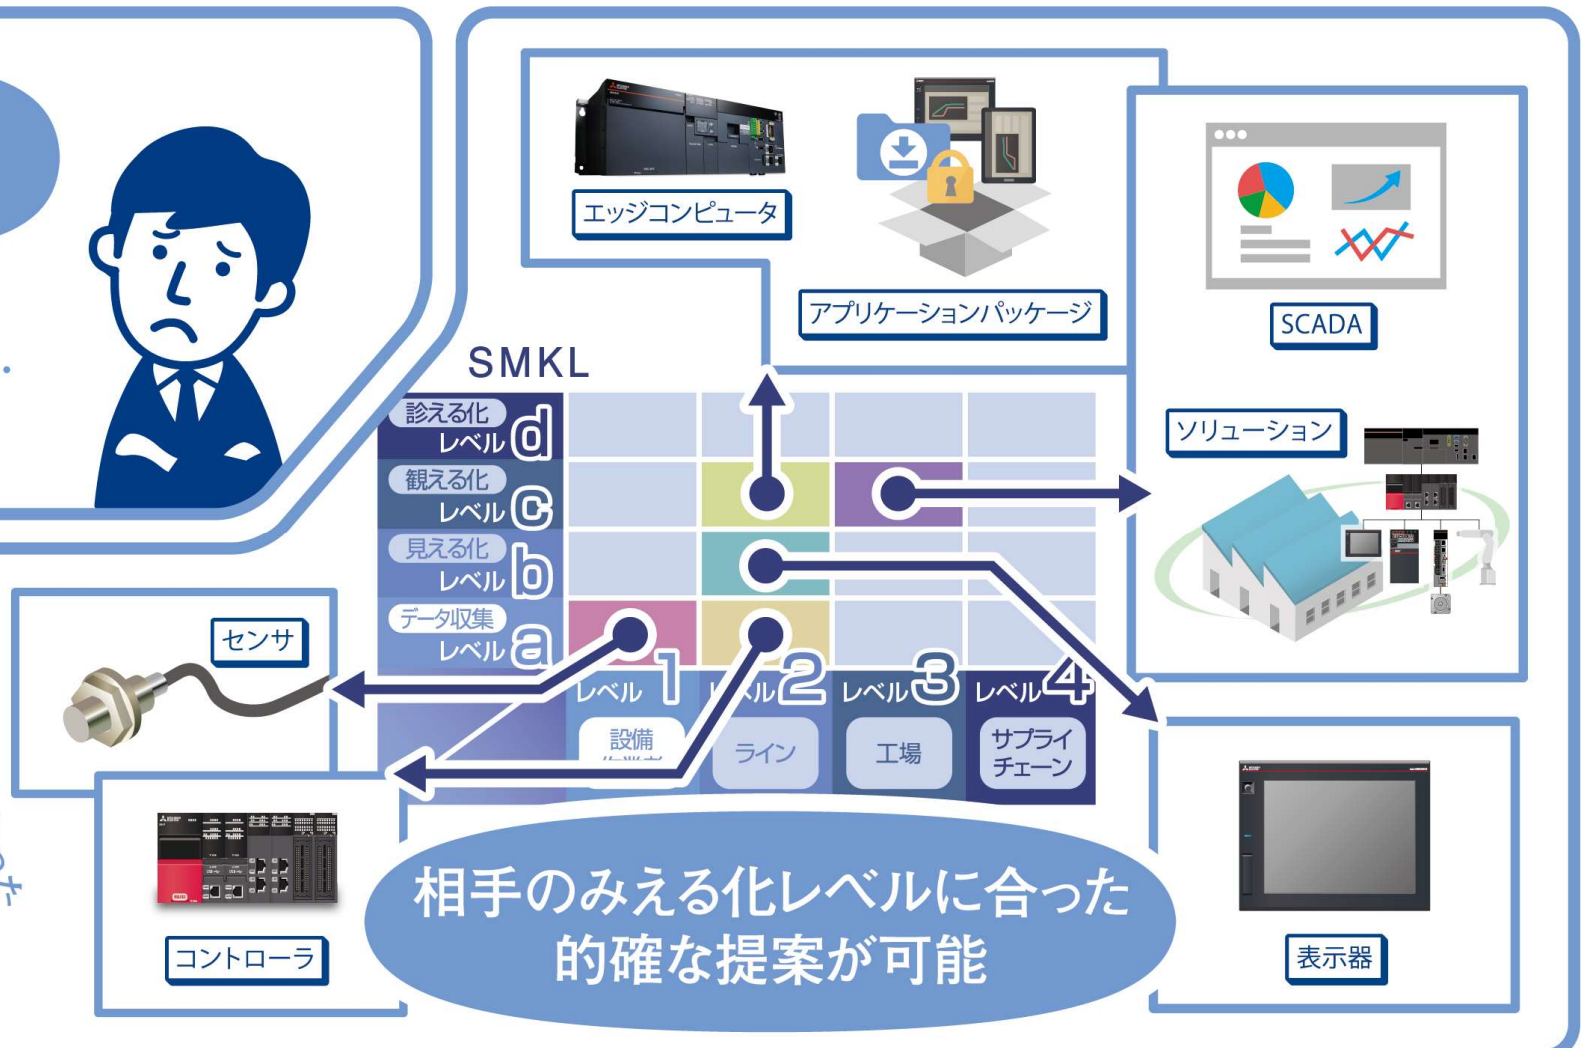 エッジコンピュータ
アプリケーションパッケージ
SCADA
ソリューション
SMKL
診える化
レベル d
観える化
レベル c
見える化
レベル b
データ収集
レベル a
レベル 1
レベル 2
レベル 3
レベル 4
設備
ライン
工場
サプライ
チェーン
センサ
コントローラ
表示器
相手のみえる化レベルに合った
的確な提案が可能